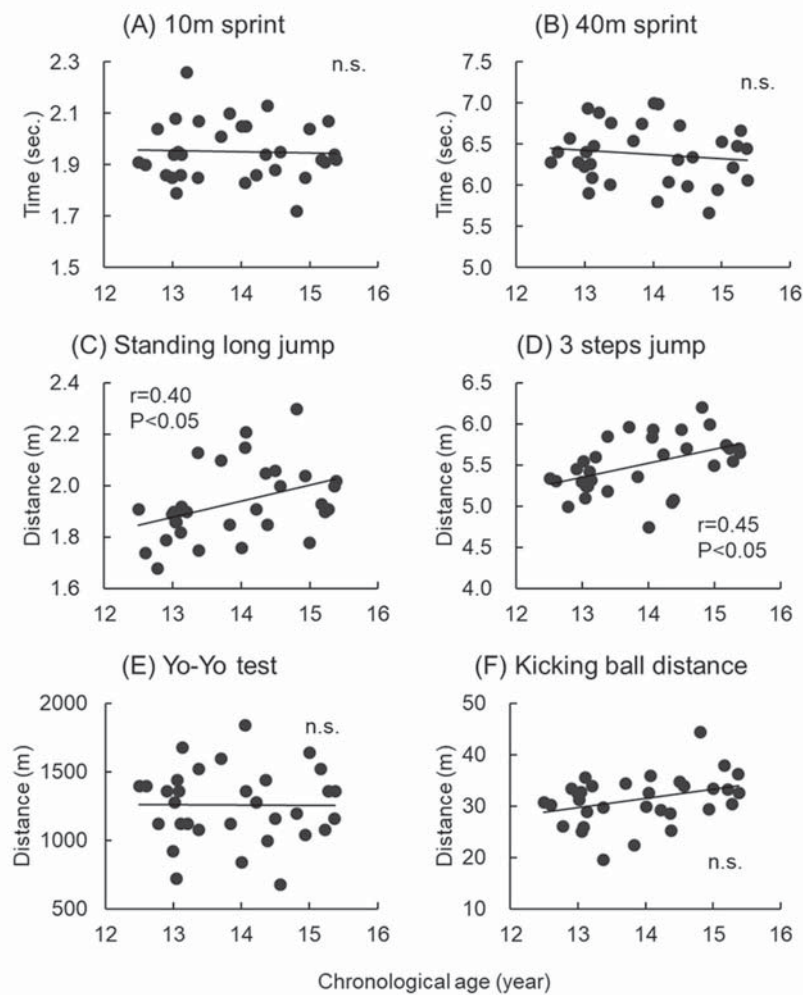 (A) 10m sprint
(B) 40m sprint
2.3
2.1
1.9
1.7
1.5
Time (sec.)
n.s.
12 13 14 15 16
7.5
7.0
6.5
6.0
5.5
5.0
Time (sec.)
n.s.
12 13 14 15 16
(C) Standing long jump
(D) 3 steps jump
2.4
2.2
2.0
1.8
1.6
Distance (m)
r=0.40
P<0.05
12 13 14 15 16
6.5
6.0
5.5
5.0
4.5
4.0
Distance (m)
r=0.45
P<0.05
12 13 14 15 16
(E) Yo-Yo test
(F) Kicking ball distance
2000
1500
1000
500
Distance (m)
n.s.
12 13 14 15 16
50
40
30
20
10
Distance (m)
n.s.
12 13 14 15 16
Chronological age (year)